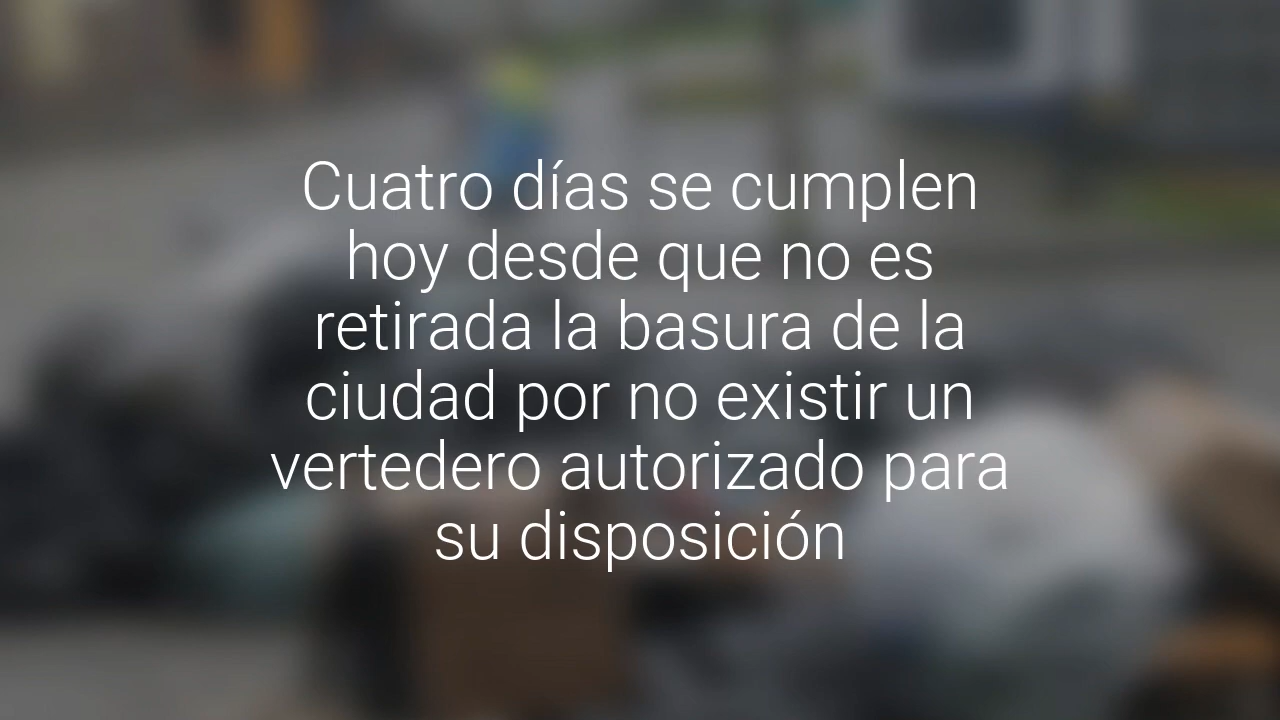 Cuatro días se cumplen
hoy desde que no es
retirada la basura de la
ciudad por no existir un
vertedero autorizado para
su disposición